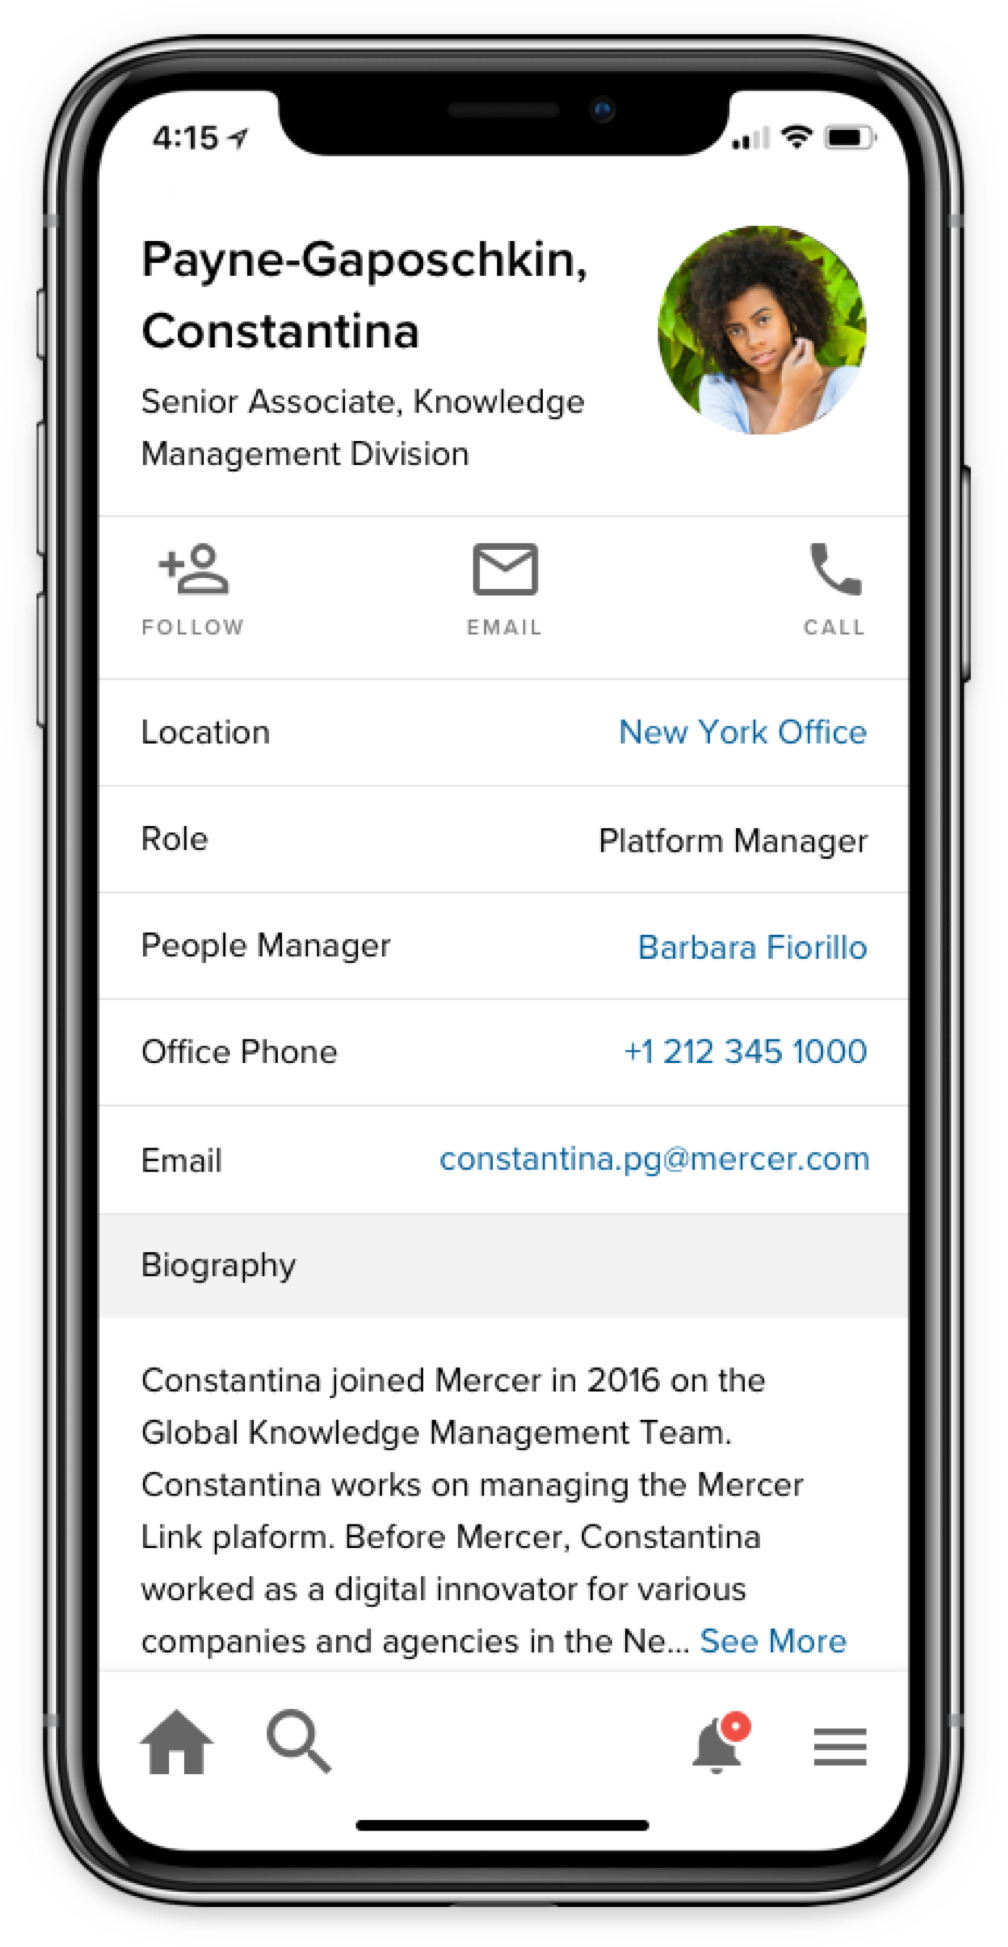 4:15
Payne-Gaposchkin,
Constantina
Senior Associate, Knowledge
Management Division
FOLLOW
EMAIL
CALL
Location
New York Office
Role
Platform Manager
People Manager
Barbara Fiorillo
Office Phone
+1 212 345 1000
Email
constantina.pg@mercer.com
Biography
Constantina joined Mercer in 2016 on the
Global Knowledge Management Team.
Constantina works on managing the Mercer
Link plaform. Before Mercer, Constantina
worked as a digital innovator for various
companies and agencies in the Ne... See More